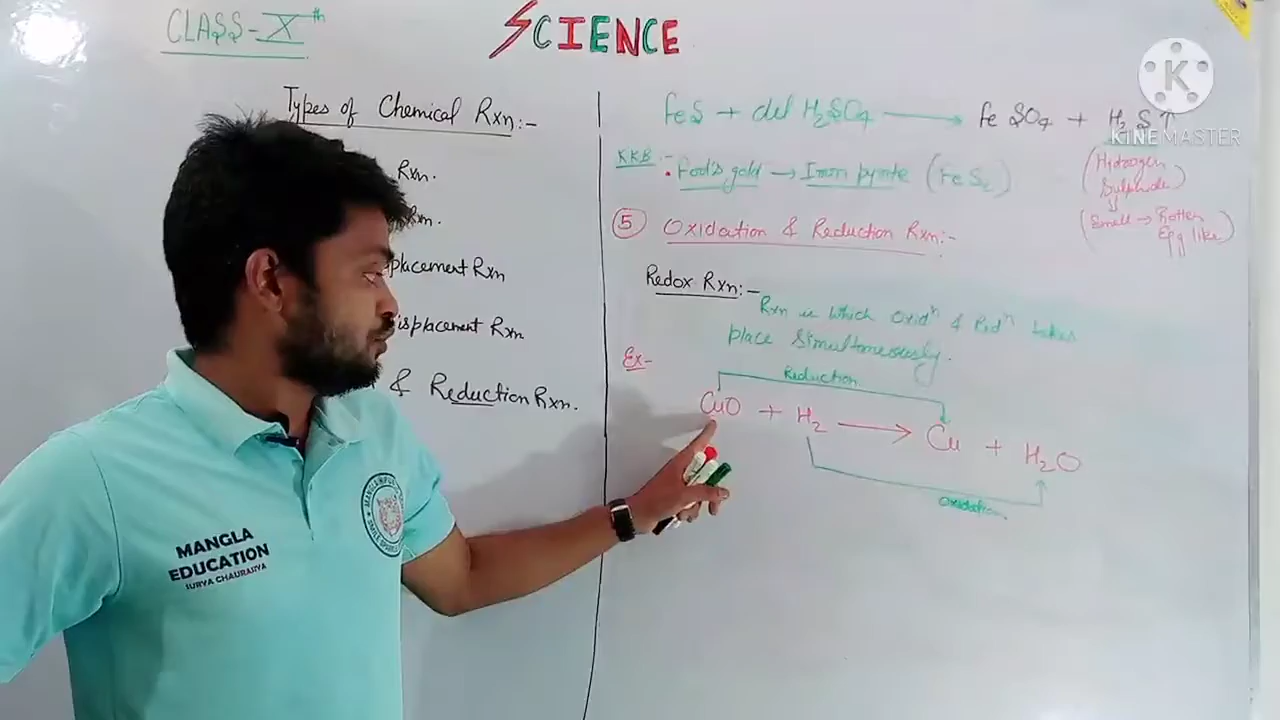 CLASS-Xth
SCIENCE
Types of Chemical Rxn:-
Rxn.
Rxn.
placement Rxn
isplacement Rxn
& Reduction Rxn.
FeS + dil H2SO4 → FeSO4 + H2S↑
(Hydrogen
Sulphide)
⇓
(Smell → Rotten
Egg like)
KKB:-
• Fool's gold → Iron pyrite (FeS2)
⑤ Oxidation & Reduction Rxn:-
Redox Rxn:-
Rxn in which Oxidn & Redn takes
place Simultaneously.
Ex-
Reduction
CuO + H2 → Cu + H2O
Oxidation
MANGLA
EDUCATION
SURYA CHAURASIYA
KINEMASTER